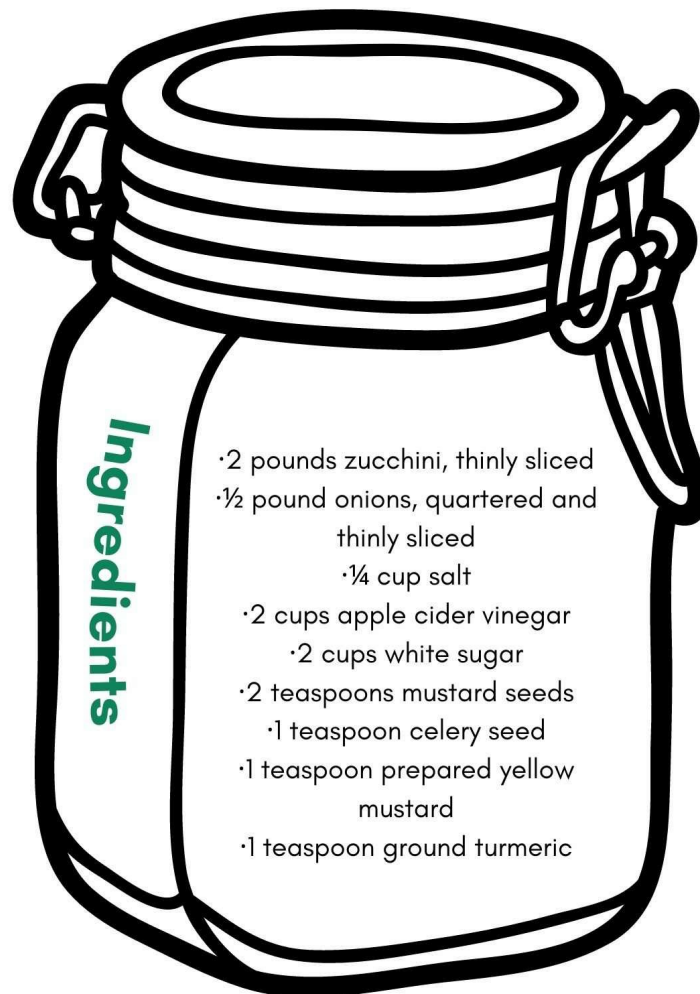 Ingredients
·2 pounds zucchini, thinly sliced
·½ pound onions, quartered and
thinly sliced
·¼ cup salt
·2 cups apple cider vinegar
·2 cups white sugar
·2 teaspoons mustard seeds
·1 teaspoon celery seed
·1 teaspoon prepared yellow
mustard
·1 teaspoon ground turmeric